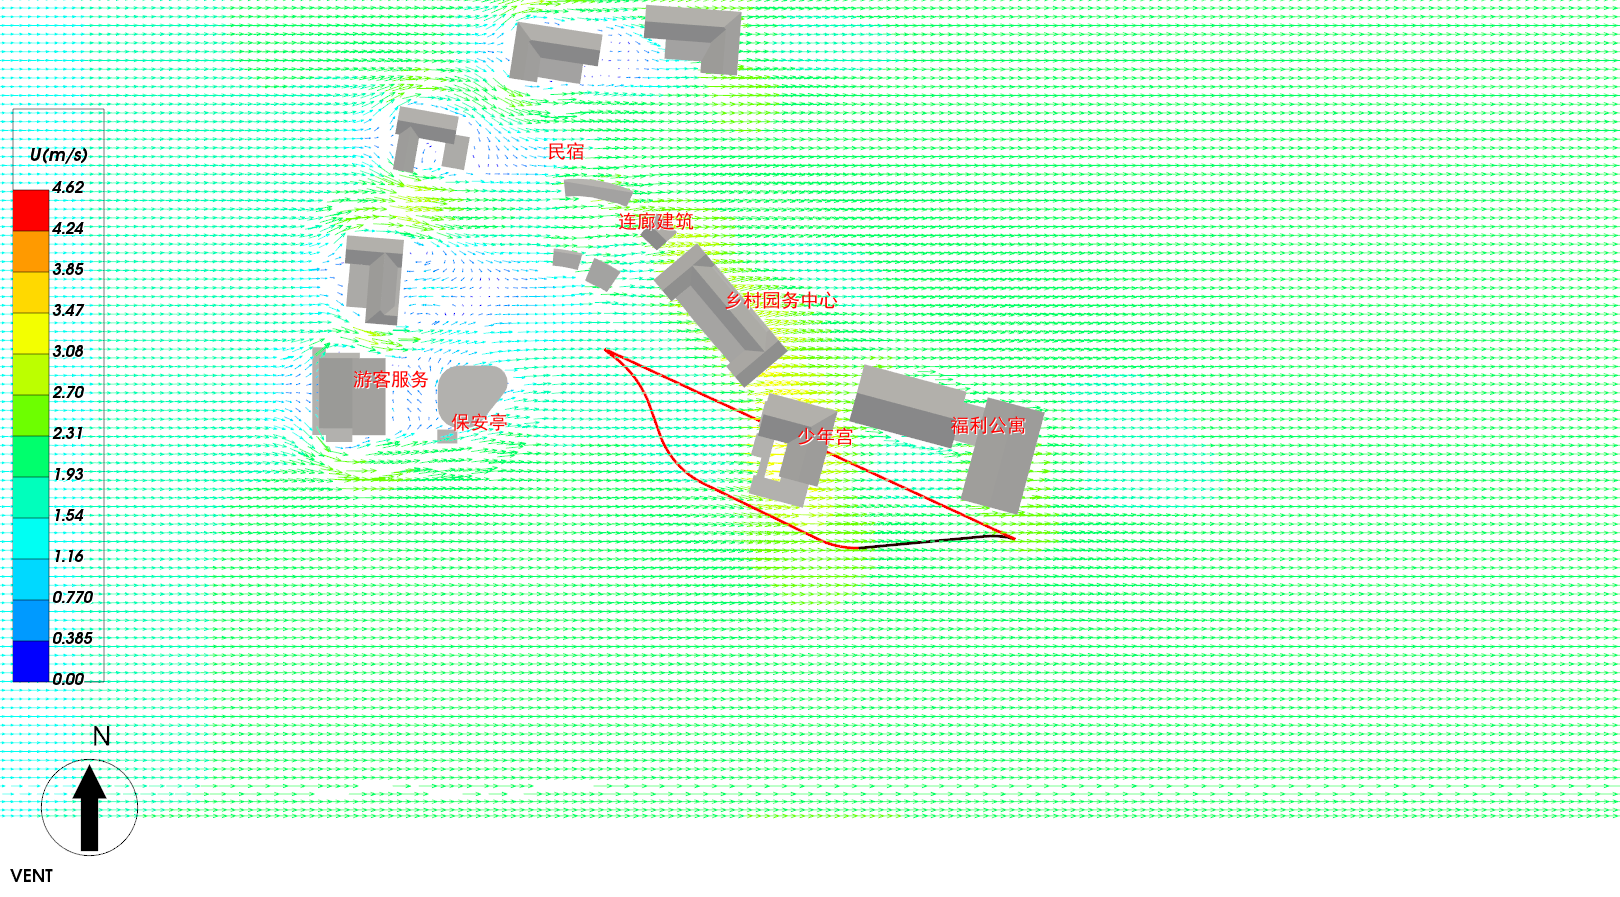 民宿
U(m/s)
4.62
连廊建筑
4.24
3.85
乡村园务中心
3.47
3.08
游客服务
2.70
保安亭
福利公寓
2.31
少年宫
1.93
1.54
1.16
0.770
0.385
0.00
N
VENT